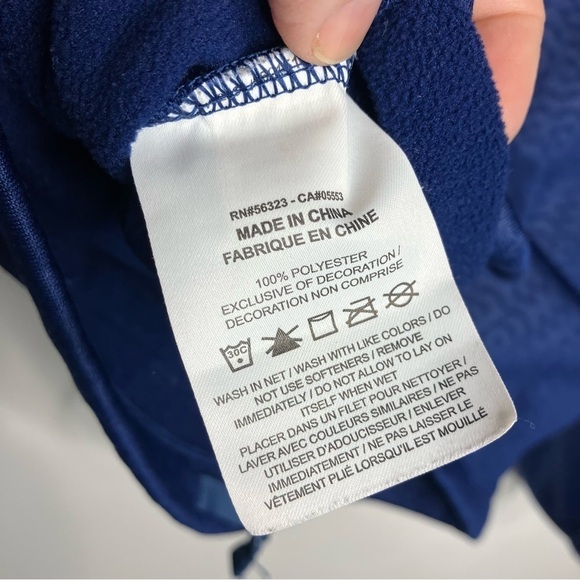 RN#56323 - CA#05553
MADE IN CHINA
FABRIQUE EN CHINE
100% POLYESTER
EXCLUSIVE OF DECORATION /
DECORATION NON COMPRISE
30C
WASH IN NET / WASH WITH LIKE COLORS / DO
NOT USE SOFTENERS / REMOVE
IMMEDIATELY / DO NOT ALLOW TO LAY ON
ITSELF WHEN WET
PLACER DANS UN FILET POUR NETTOYER /
LAVER AVEC COULEURS SIMILAIRES / NE PAS
UTILISER D'ADOUCISSEUR / ENLEVER
IMMEDIATEMENT / NE PAS LAISSER LE
VÊTEMENT PLIÉ LORSQU'IL EST MOUILLÉ